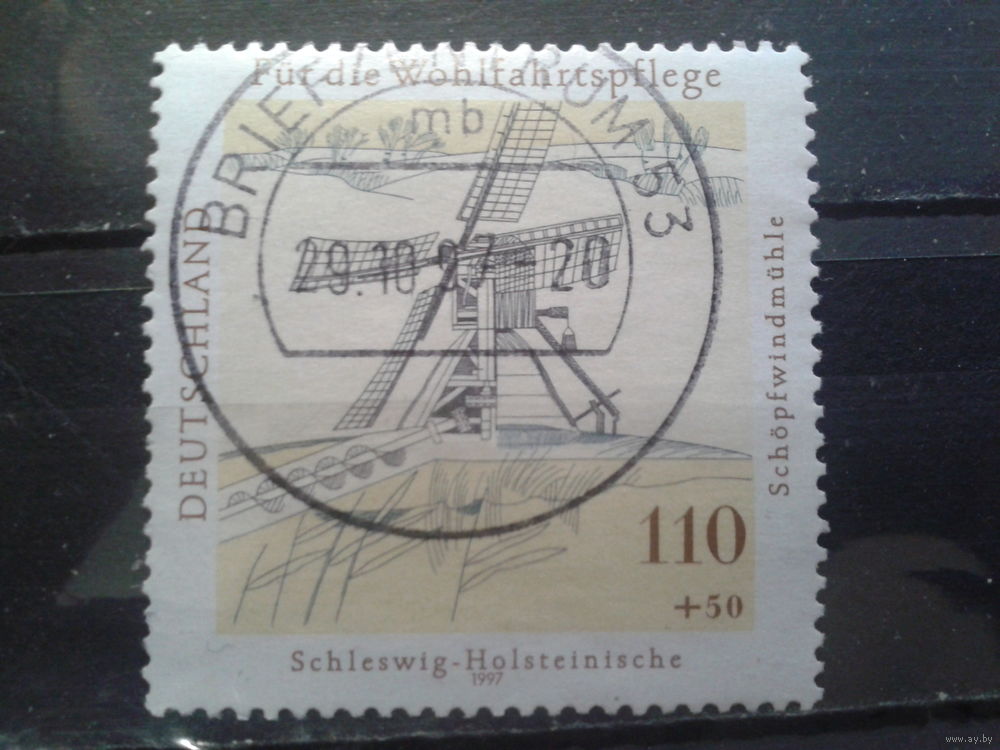 Für die Wohlfahrtspflege
mb
53
29.10.97-20
DEUTSCHLAND
Schöpfwindmühle
110
+50
Schleswig-Holsteinische
1997
www.ay.by